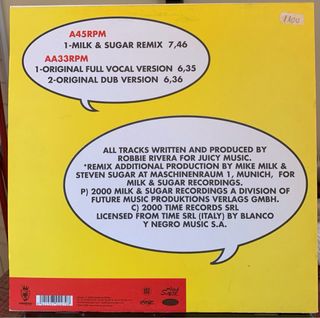 1100
A45RPM
1-MILK & SUGAR REMIX 7,46
AA33RPM
1-ORIGINAL FULL VOCAL VERSION 6,35
2-ORIGINAL DUB VERSION 6,36
ALL TRACKS WRITTEN AND PRODUCED BY
ROBBIE RIVERA FOR JUICY MUSIC.
*REMIX ADDITIONAL PRODUCTION BY MIKE MILK &
STEVEN SUGAR AT MASCHINENRAUM 1, MUNICH, FOR
MILK & SUGAR RECORDINGS.
P) 2000 MILK & SUGAR RECORDINGS A DIVISION OF
FUTURE MUSIC PRODUKTIONS VERLAGS GMBH.
C) 2000 TIME RECORDS SRL
LICENSED FROM TIME SRL (ITALY) BY BLANCO
Y NEGRO MUSIC S.A.